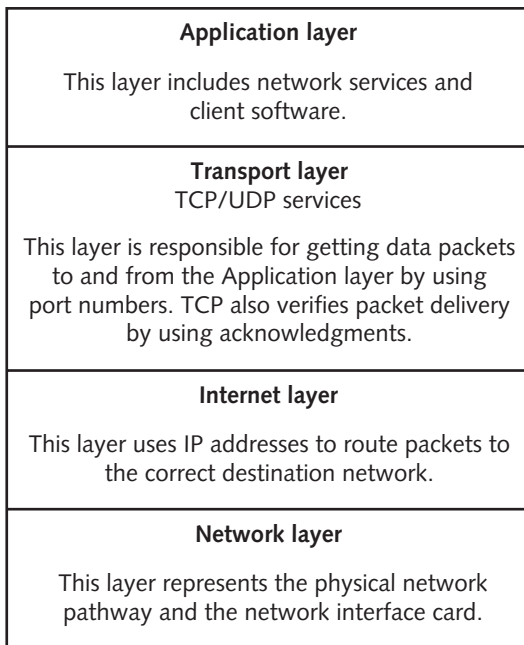 Application layer
This layer includes network services and
client software.
Transport layer
TCP/UDP services
This layer is responsible for getting data packets
to and from the Application layer by using
port numbers. TCP also verifies packet delivery
by using acknowledgments.
Internet layer
This layer uses IP addresses to route packets to
the correct destination network.
Network layer
This layer represents the physical network
pathway and the network interface card.